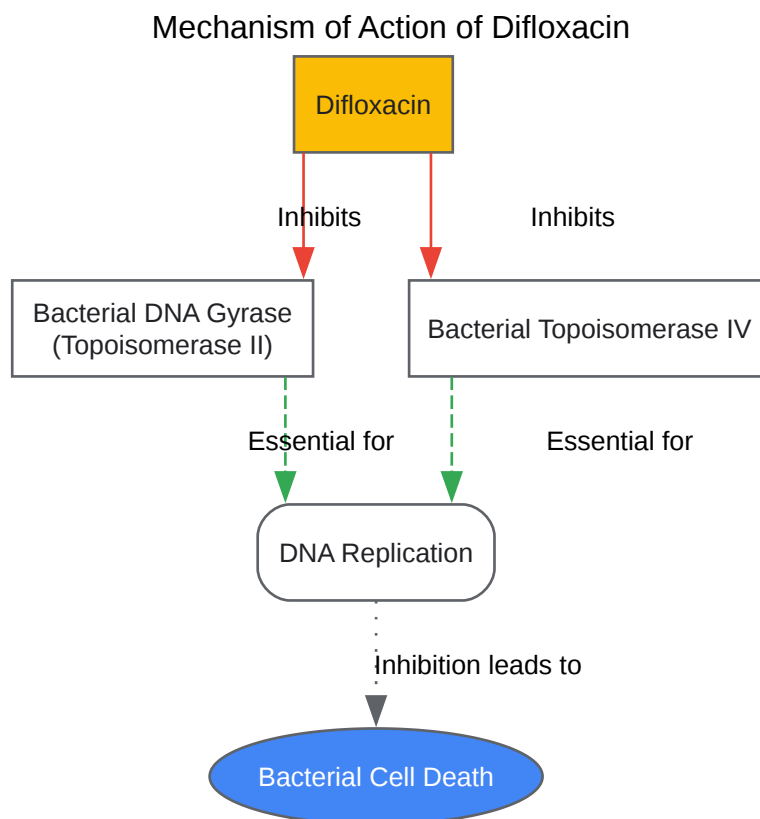 Mechanism of Action of Difloxacin
Difloxacin
Inhibits
Inhibits
Bacterial DNA Gyrase
(Topoisomerase II)
Bacterial Topoisomerase IV
Essential for
Essential for
DNA Replication
Inhibition leads to
Bacterial Cell Death